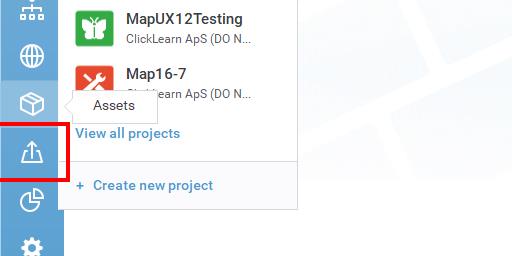 MapUX12Testing
ClickLearn ApS (DO N...
Map16-7
ClickLearn ApS (DO N...
Assets
View all projects
+ Create new project